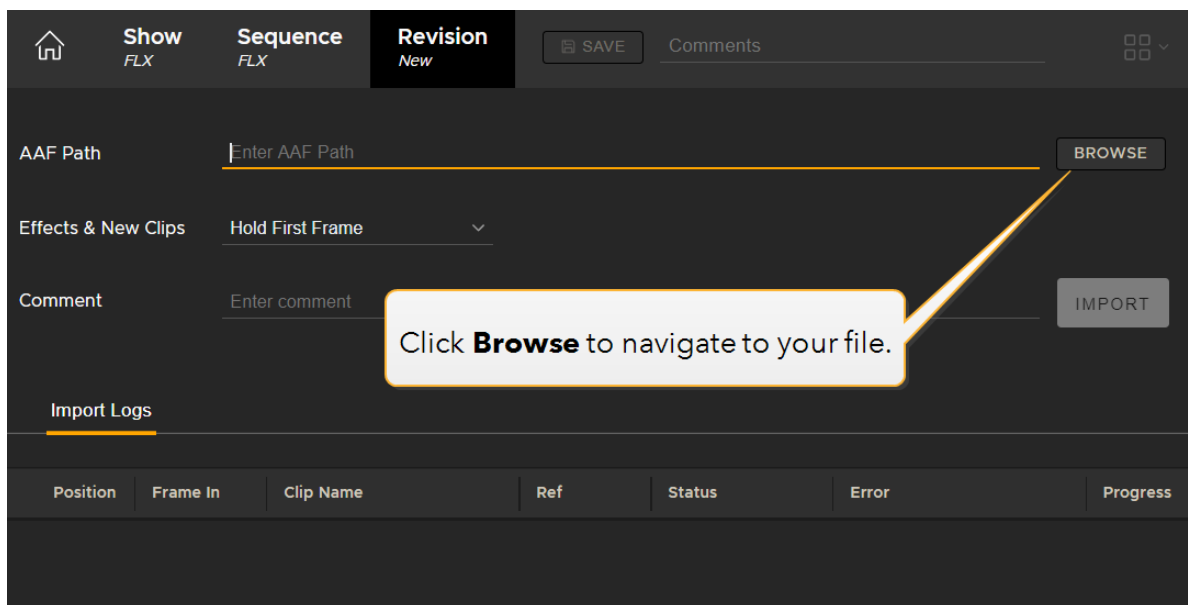 Show Sequence Revision
FLX FLX New
SAVE Comments
AAF Path Enter AAF Path BROWSE
Effects & New Clips Hold First Frame
Comment Enter comment IMPORT
Click Browse to navigate to your file.
Import Logs
Position Frame In Clip Name Ref Status Error Progress